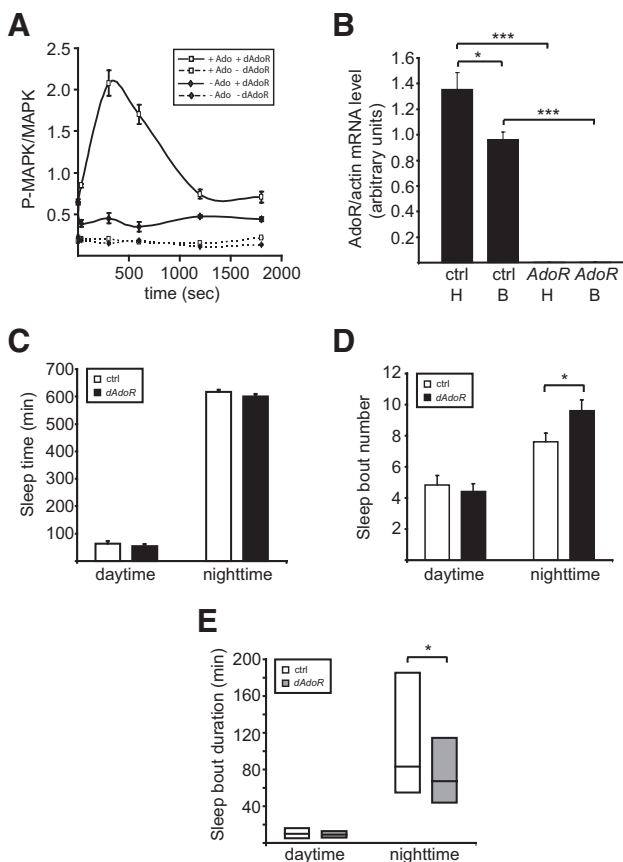 A
P-MAPK/MAPK
2.5
2.0
1.5
1.0
0.5
+ Ado + dAdoR
+ Ado - dAdoR
- Ado + dAdoR
- Ado - dAdoR
500 1000 1500 2000
time (sec)
B
AdoR/actin mRNA level
(arbitrary units)
***
*
***
1.6
1.4
1.2
1.0
0.8
0.6
0.4
0.2
ctrl ctrl AdoR AdoR
H B H B
C
Sleep time (min)
700
600
500
400
300
200
100
ctrl
dAdoR
daytime nighttime
D
Sleep bout number
12
10
8
6
4
2
ctrl
dAdoR
*
daytime nighttime
E
Sleep bout duration (min)
200
160
120
80
40
ctrl
dAdoR
*
daytime nighttime